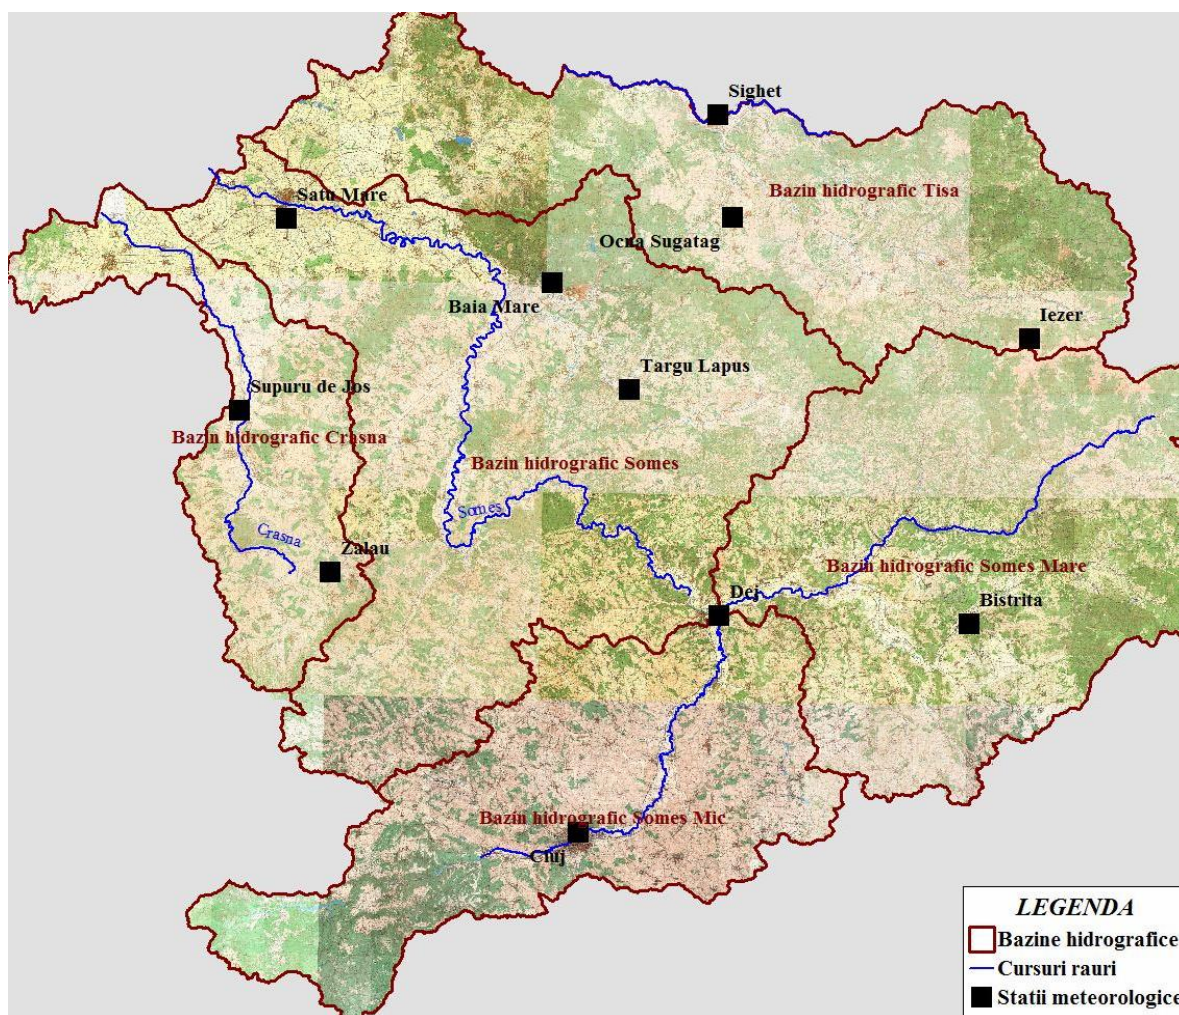 Sighet
Bazin hidrografic Tisa
Satu Mare
Ocna Sugatag
Baia Mare
Iezer
Targu Lapus
Supuru de Jos
Bazin hidrografic Crasna
Bazin hidrografic Somes
Somes
Crasna
Zalau
Bazin hidrografic Somes Mare
Dej
Bistrita
Bazin hidrografic Somes Mic
Cluj
LEGENDA
Bazine hidrografice
Cursuri rauri
Statii meteorologice